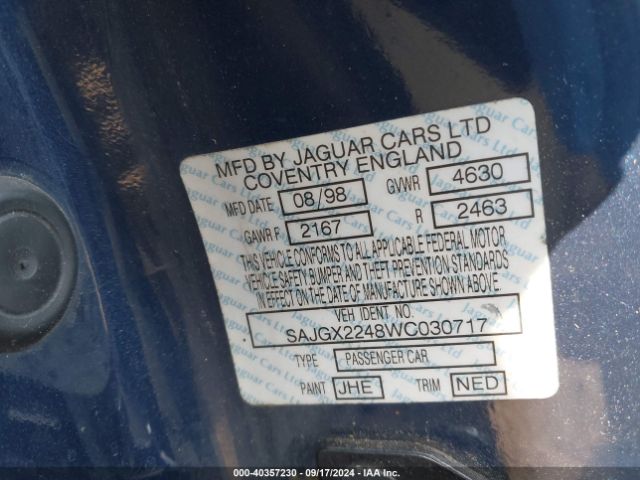 MFD BY JAGUAR CARS LTD
COVENTRY ENGLAND
MFD DATE 08/98 GVWR 4630
GAWR F 2167 R 2463
THIS VEHICLE CONFORMS TO ALL APPLICABLE FEDERAL MOTOR
VEHICLE SAFETY BUMPER AND THEFT PREVENTION STANDARDS
IN EFFECT ON THE DATE OF MANUFACTURE SHOWN ABOVE.
VEH IDENT NO.
SAJGX2248WC030717
TYPE PASSENGER CAR
PAINT JHE TRIM NED
000-40357230 - 09/17/2024 - IAA Inc.